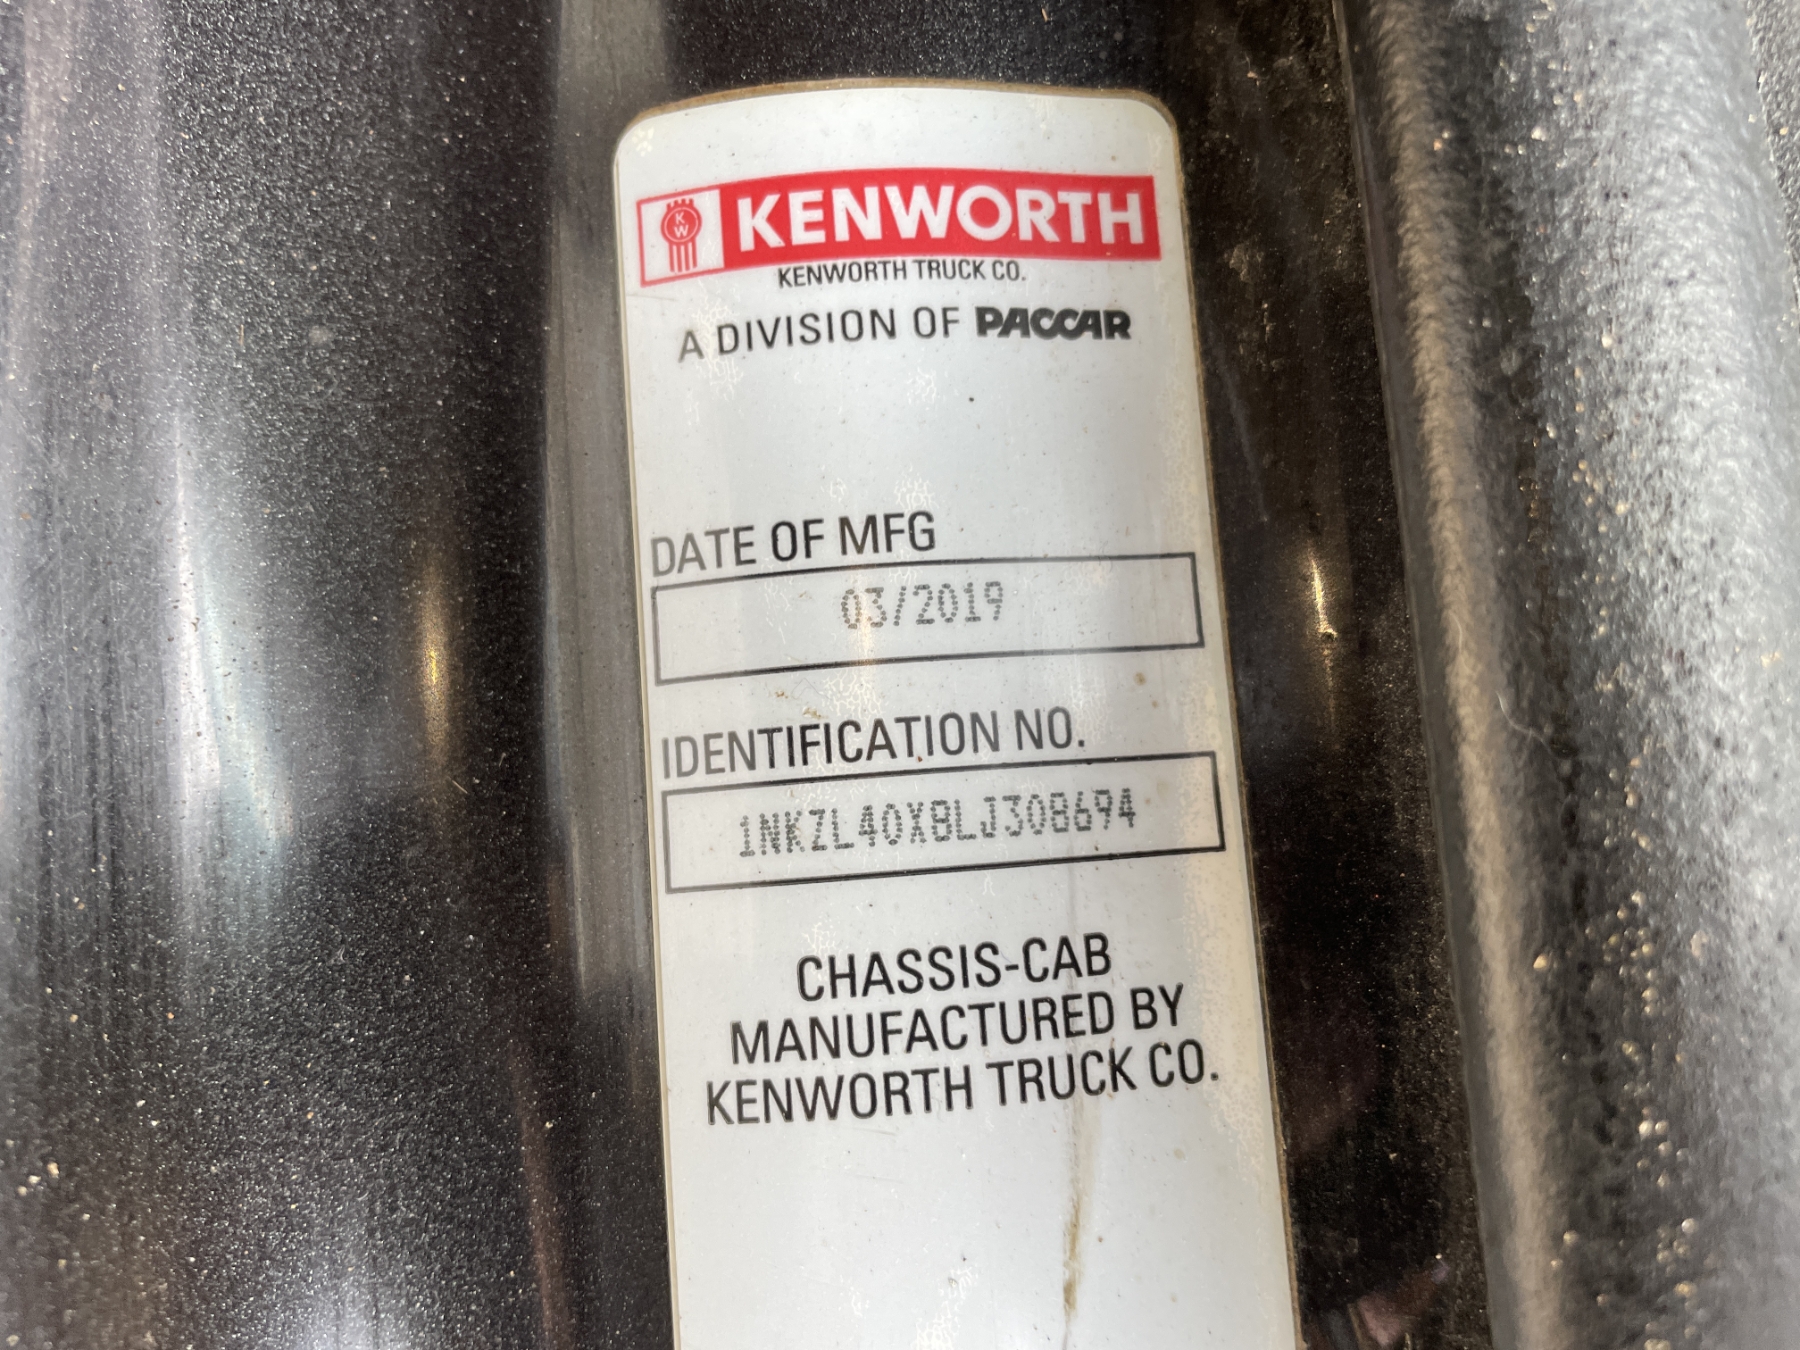 KW KENWORTH
KENWORTH TRUCK CO.
A DIVISION OF PACCAR
DATE OF MFG
03/2019
IDENTIFICATION NO.
1NKZL40X8LJ308694
CHASSIS-CAB
MANUFACTURED BY
KENWORTH TRUCK CO.